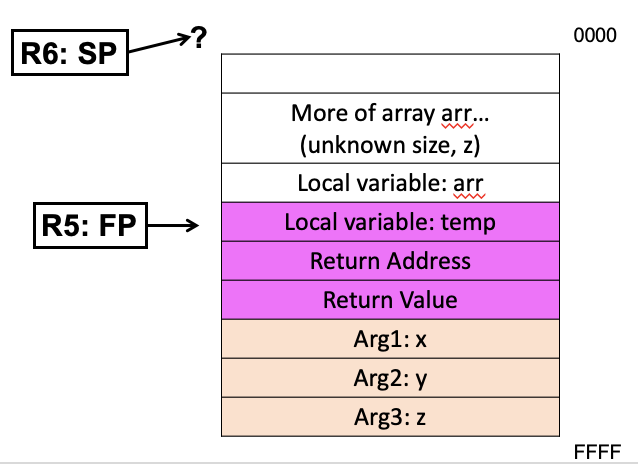 R6: SP
?
0000
More of array arr...
(unknown size, z)
Local variable: arr
R5: FP
Local variable: temp
Return Address
Return Value
Arg1: x
Arg2: y
Arg3: z
FFFF